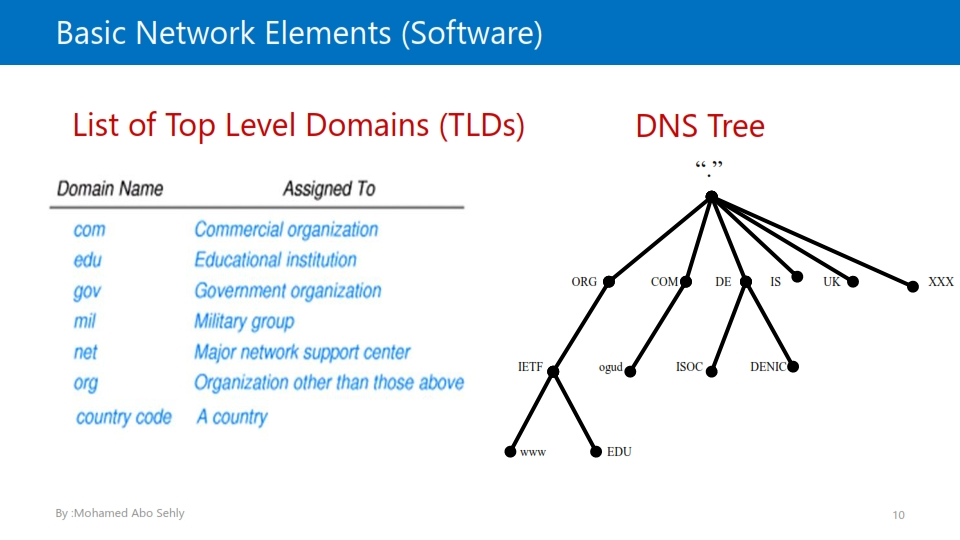 Basic Network Elements (Software)
List of Top Level Domains (TLDs)
Domain Name Assigned To
com Commercial organization
edu Educational institution
gov Government organization
mil Military group
net Major network support center
org Organization other than those above
country code A country
DNS Tree
“.”
ORG COM DE IS UK XXX
IETF ogud ISOC DENIC
www EDU
By :Mohamed Abo Sehly
10